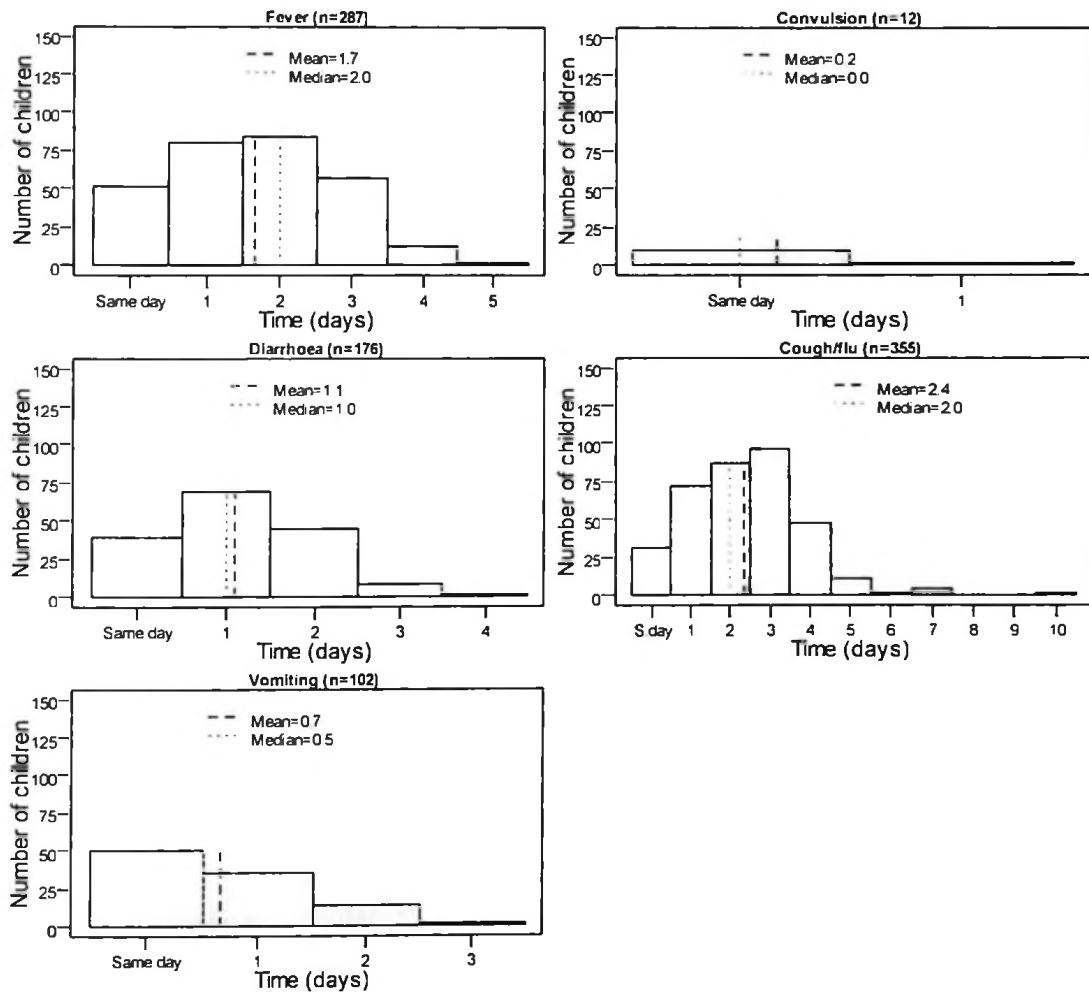 Fever (n=287)
150
125
100
75
50
25
0
Number of children
Mean=1.7
Median=2.0
Same day 1 2 3 4 5
Time (days)
Convulsion (n=12)
150
125
100
75
50
25
0
Number of children
Mean=0.2
Median=0.0
Same day 1
Time (days)
Diarrhoea (n=176)
150
125
100
75
50
25
0
Number of children
Mean=1.1
Median=1.0
Same day 1 2 3 4
Time (days)
Cough/flu (n=355)
150
125
100
75
50
25
0
Number of children
Mean=2.4
Median=2.0
S day 1 2 3 4 5 6 7 8 9 10
Time (days)
Vomiting (n=102)
150
125
100
75
50
25
0
Number of children
Mean=0.7
Median=0.5
Same day 1 2 3
Time (days)